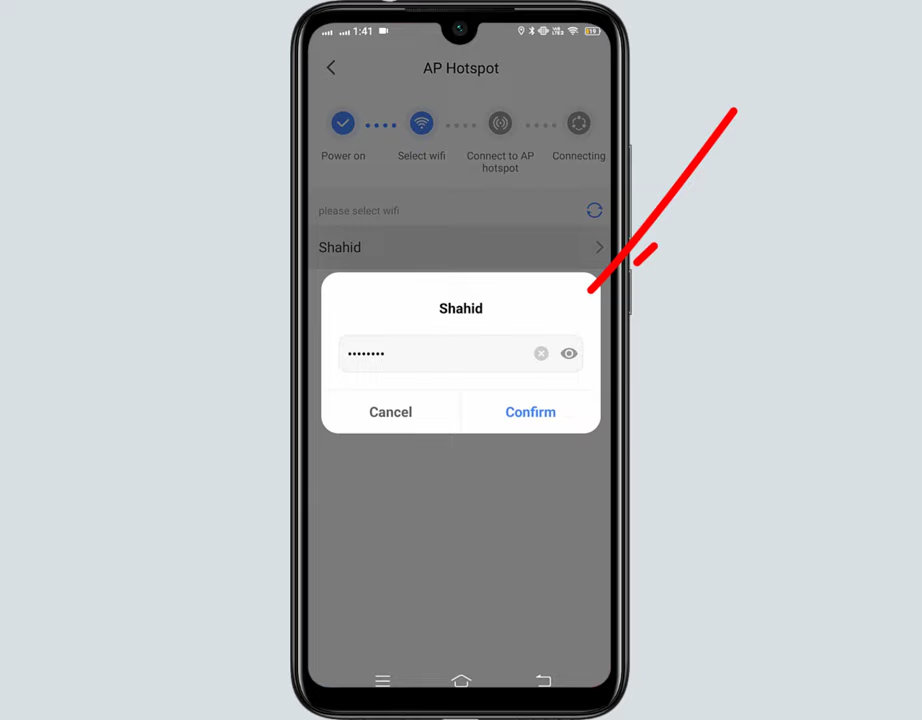 1:41
AP Hotspot
Power on
Select wifi
Connect to AP
hotspot
Connecting
please select wifi
Shahid
Shahid
••••••••
Cancel
Confirm